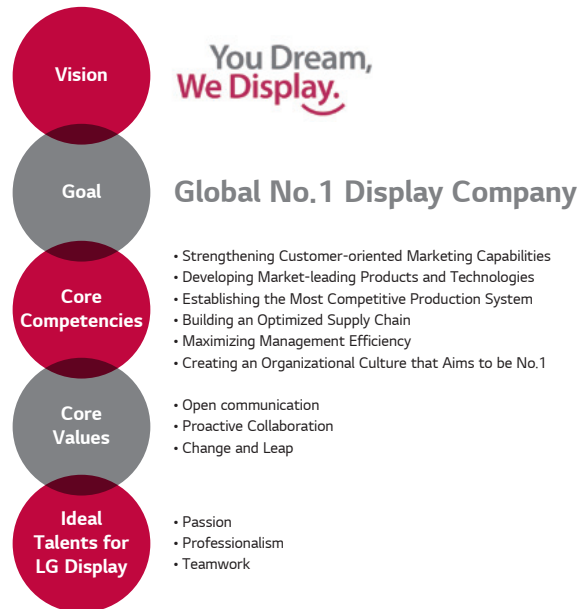 Vision
You Dream,
We Display.
Goal
Global No.1 Display Company
Core
Competencies
• Strengthening Customer-oriented Marketing Capabilities
• Developing Market-leading Products and Technologies
• Establishing the Most Competitive Production System
• Building an Optimized Supply Chain
• Maximizing Management Efficiency
• Creating an Organizational Culture that Aims to be No.1
Core
Values
• Open communication
• Proactive Collaboration
• Change and Leap
Ideal
Talents for
LG Display
• Passion
• Professionalism
• Teamwork